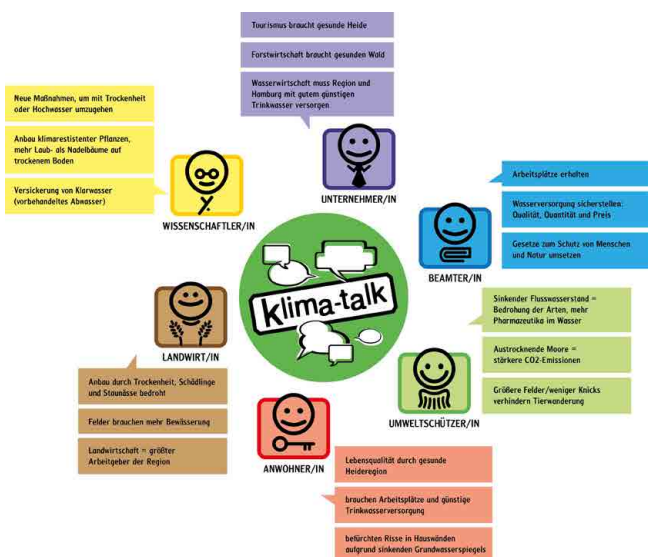 Tourismus braucht gesunde Heide
Forstwirtschaft braucht gesunden Wald
Wasserwirtschaft muss Region und
Hamburg mit gutem günstigen
Trinkwasser versorgen
UNTERNEHMER/IN
Neue Maßnahmen, um mit Trockenheit
oder Hochwasser umzugehen
Anbau klimarestistenter Pflanzen,
mehr Laub- als Nadelbäume auf
trockenem Boden
Versickerung von Klarwasser
(vorbehandeltes Abwasser)
WISSENSCHAFTLER/IN
Arbeitsplätze erhalten
Wasserversorgung sicherstellen:
Qualität, Quantität und Preis
Gesetze zum Schutz von Menschen
und Natur umsetzen
BEAMTER/IN
Klima-talk
LANDWIRT/IN
Anbau durch Trockenheit, Schädlinge
und Staunässe bedroht
Felder brauchen mehr Bewässerung
Landwirtschaft = größter
Arbeitgeber der Region
Sinkender Flusswasserstand =
Bedrohung der Arten, mehr
Pharmazeutika im Wasser
Austrocknende Moore =
stärkere CO2-Emissionen
Größere Felder/weniger Knicks
verhindern Tierwanderung
UMWELTSCHÜTZER/IN
ANWOHNER/IN
Lebensqualität durch gesunde
Heideregion
brauchen Arbeitsplätze und günstige
Trinkwasserversorgung
befürchten Risse in Hauswänden
aufgrund sinkenden Grundwasserspiegels